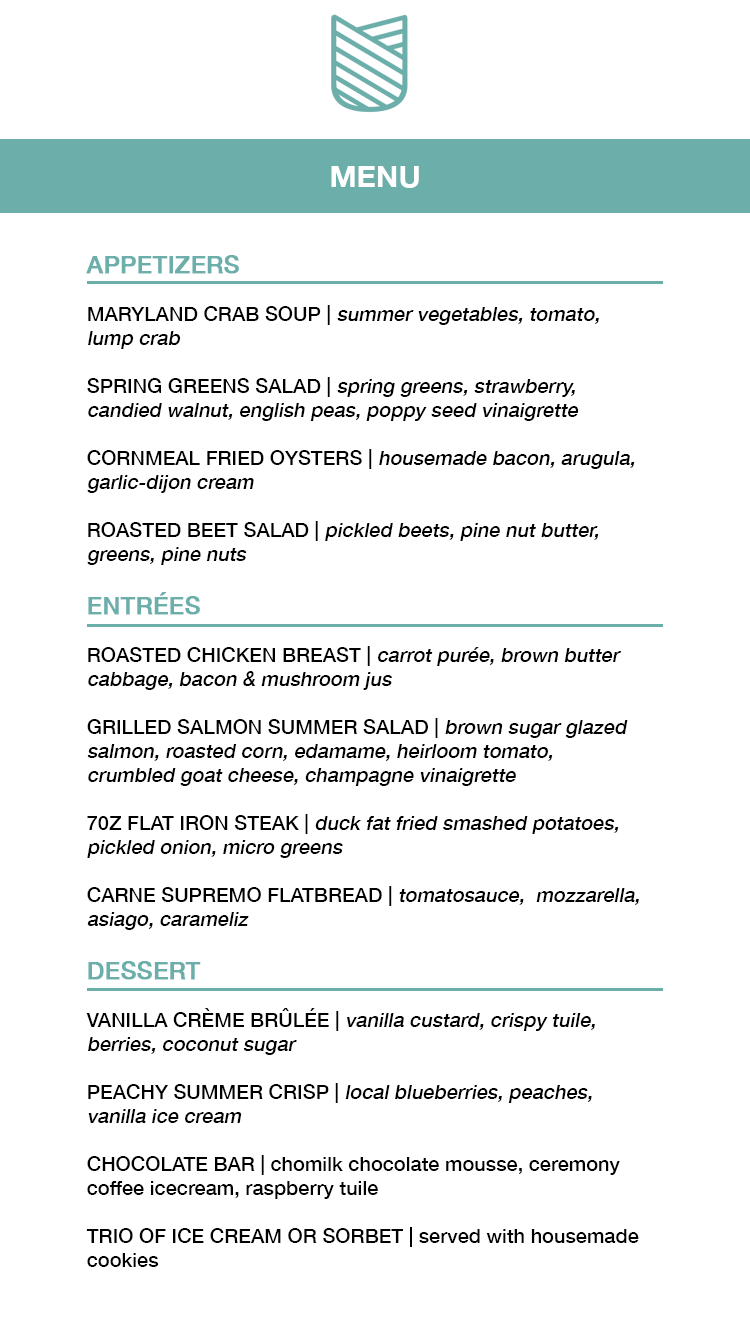 MENU
APPETIZERS
MARYLAND CRAB SOUP | summer vegetables, tomato,
lump crab
SPRING GREENS SALAD | spring greens, strawberry,
candied walnut, english peas, poppy seed vinaigrette
CORNMEAL FRIED OYSTERS | housemade bacon, arugula,
garlic-dijon cream
ROASTED BEET SALAD | pickled beets, pine nut butter,
greens, pine nuts
ENTRÉES
ROASTED CHICKEN BREAST | carrot purée, brown butter
cabbage, bacon & mushroom jus
GRILLED SALMON SUMMER SALAD | brown sugar glazed
salmon, roasted corn, edamame, heirloom tomato,
crumbled goat cheese, champagne vinaigrette
70Z FLAT IRON STEAK | duck fat fried smashed potatoes,
pickled onion, micro greens
CARNE SUPREMO FLATBREAD | tomatosauce,  mozzarella,
asiago, carameliz
DESSERT
VANILLA CRÈME BRÛLÉE | vanilla custard, crispy tuile,
berries, coconut sugar
PEACHY SUMMER CRISP | local blueberries, peaches,
vanilla ice cream
CHOCOLATE BAR | chomilk chocolate mousse, ceremony
coffee icecream, raspberry tuile
TRIO OF ICE CREAM OR SORBET | served with housemade
cookies